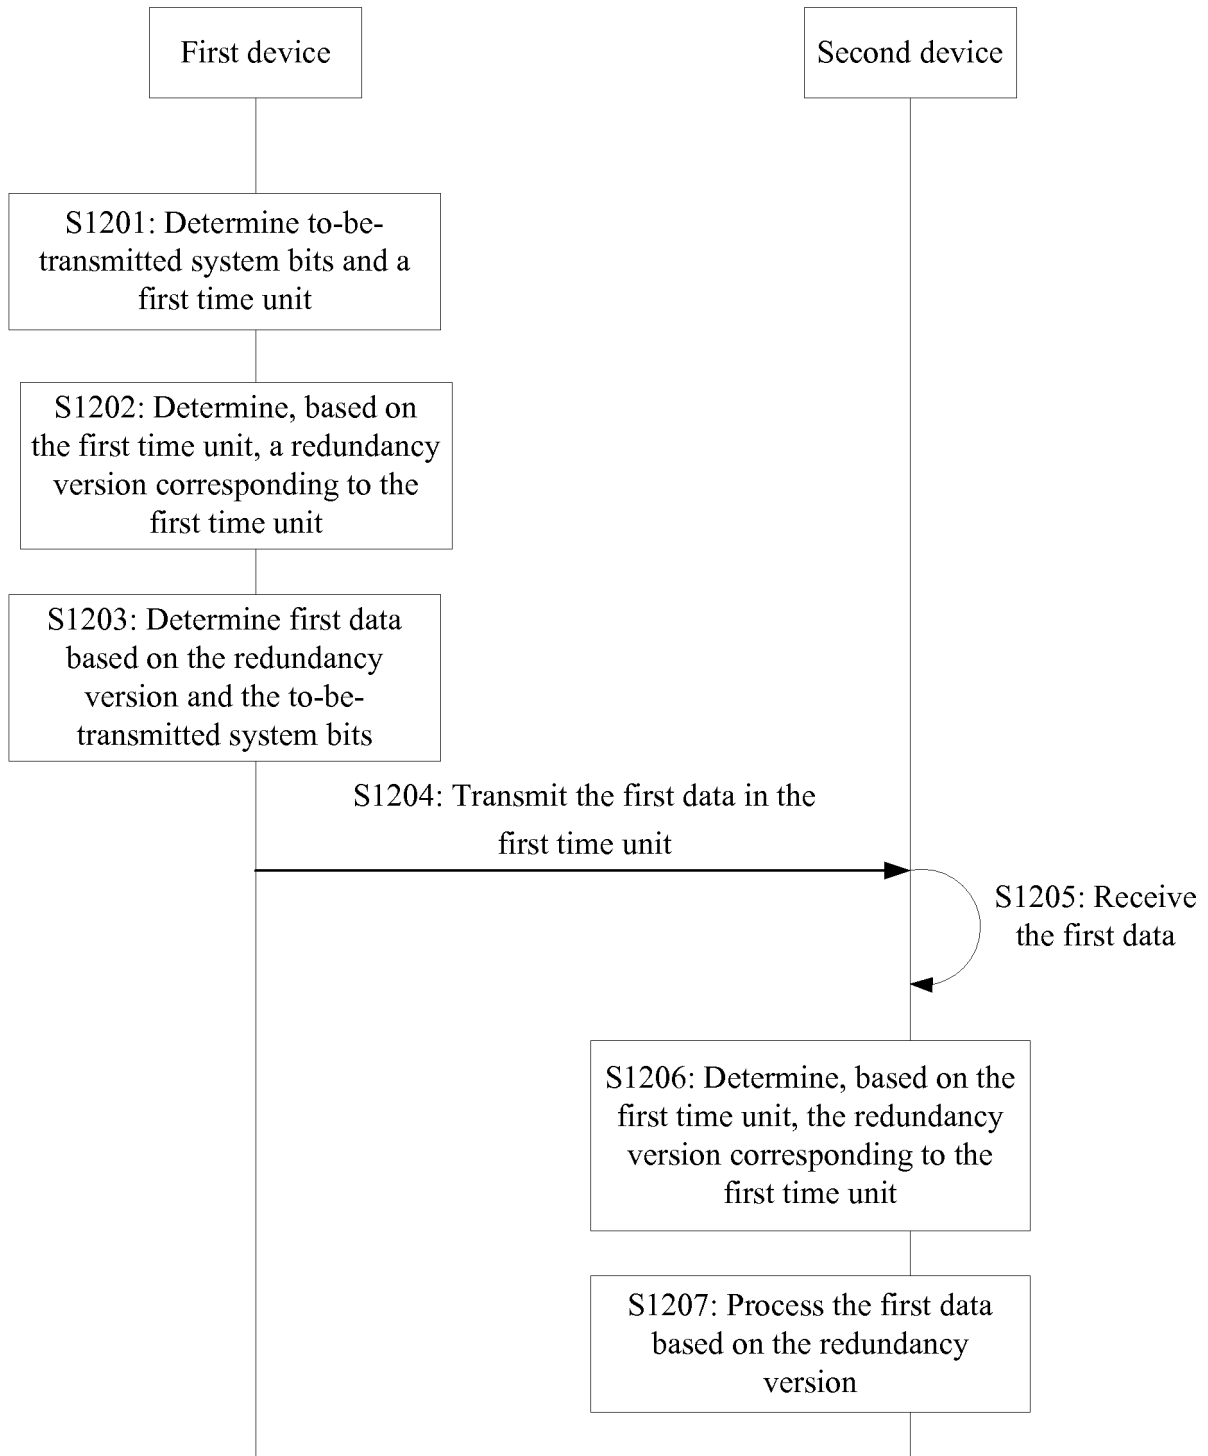 First device
Second device
S1201: Determine to-be-
transmitted system bits and a
first time unit
S1202: Determine, based on
the first time unit, a redundancy
version corresponding to the
first time unit
S1203: Determine first data
based on the redundancy
version and the to-be-
transmitted system bits
S1204: Transmit the first data in the
first time unit
S1205: Receive
the first data
S1206: Determine, based on the
first time unit, the redundancy
version corresponding to the
first time unit
S1207: Process the first data
based on the redundancy
version